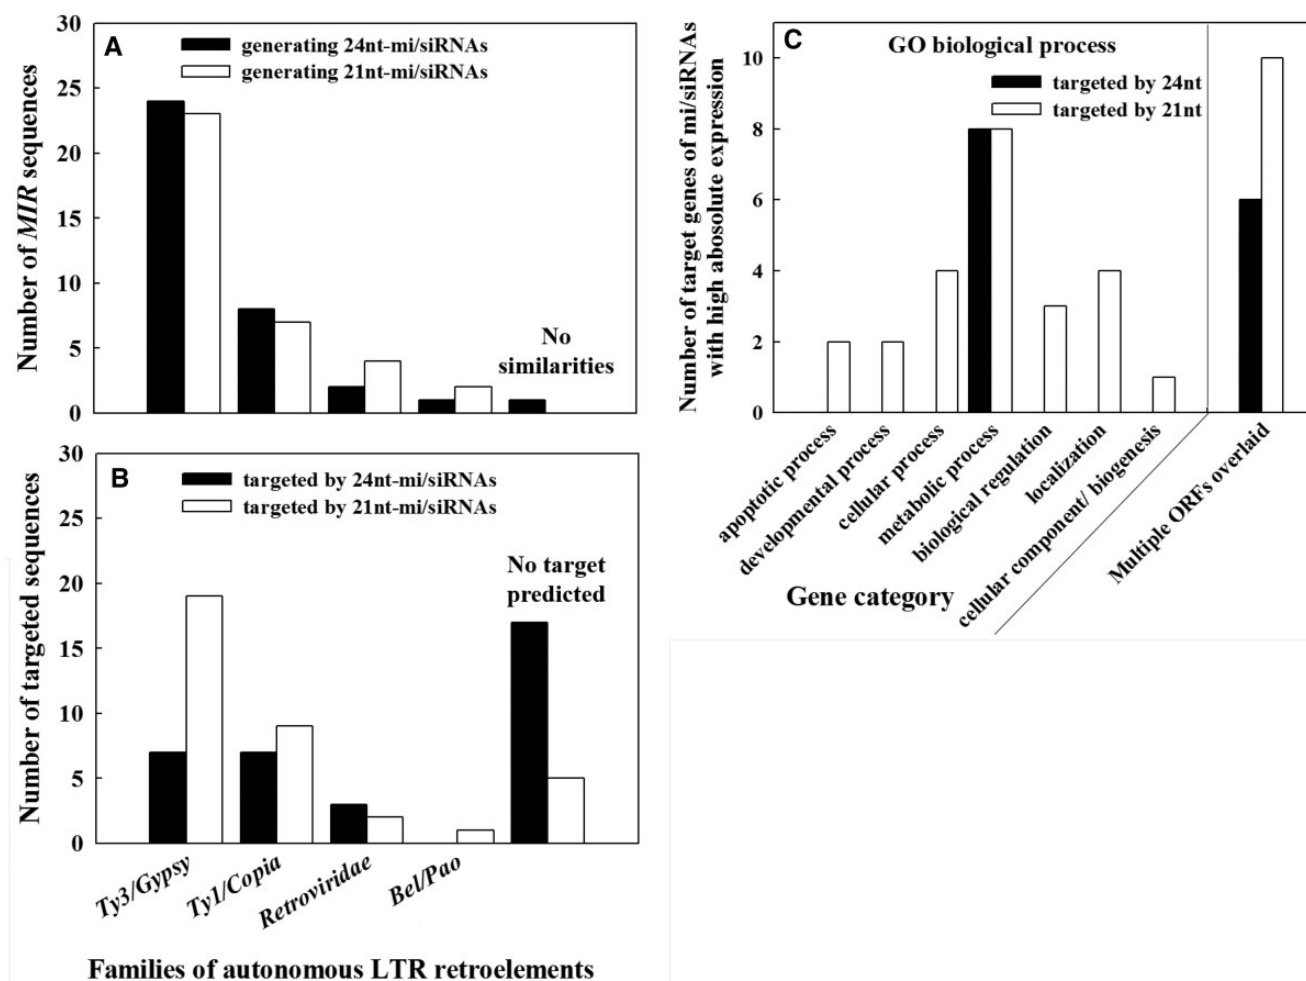 A
generating 24nt-mi/siRNAs
generating 21nt-mi/siRNAs
Number of MIR sequences
30
25
20
15
10
5
0
No
similarities
B
targeted by 24nt-mi/siRNAs
targeted by 21nt-mi/siRNAs
Number of targeted sequences
30
25
20
15
10
5
0
No target
predicted
Ty3/Gypsy
Ty1/Copia
Retroviridae
Bel/Pao
Families of autonomous LTR retroelements
C
GO biological process
targeted by 24nt
targeted by 21nt
Number of target genes of mi/siRNAs
with high abosolute expression
10
8
6
4
2
0
apoptotic process
developmental process
cellular process
metabolic process
biological regulation
localization
cellular component/ biogenesis
Multiple ORFs overlaid
Gene category